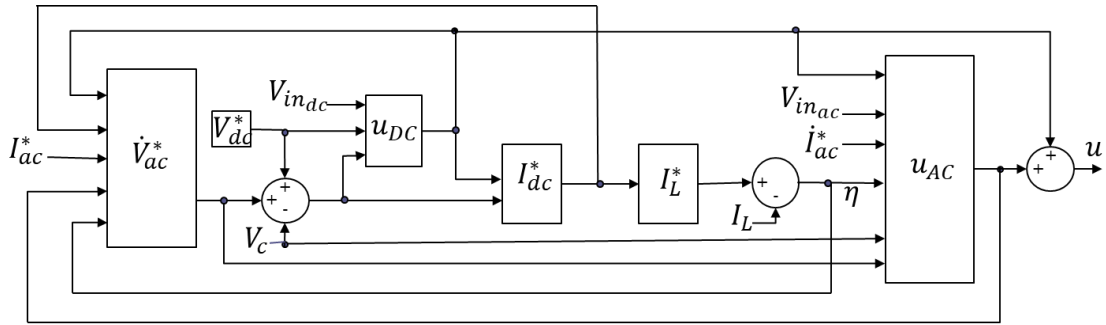 I*ac
V̇*ac
V*dc
Vindc
uDC
+
+
-
Vc
I*dc
I*L
+
-
IL
η
Vinac
İ*ac
uAC
+
+
u